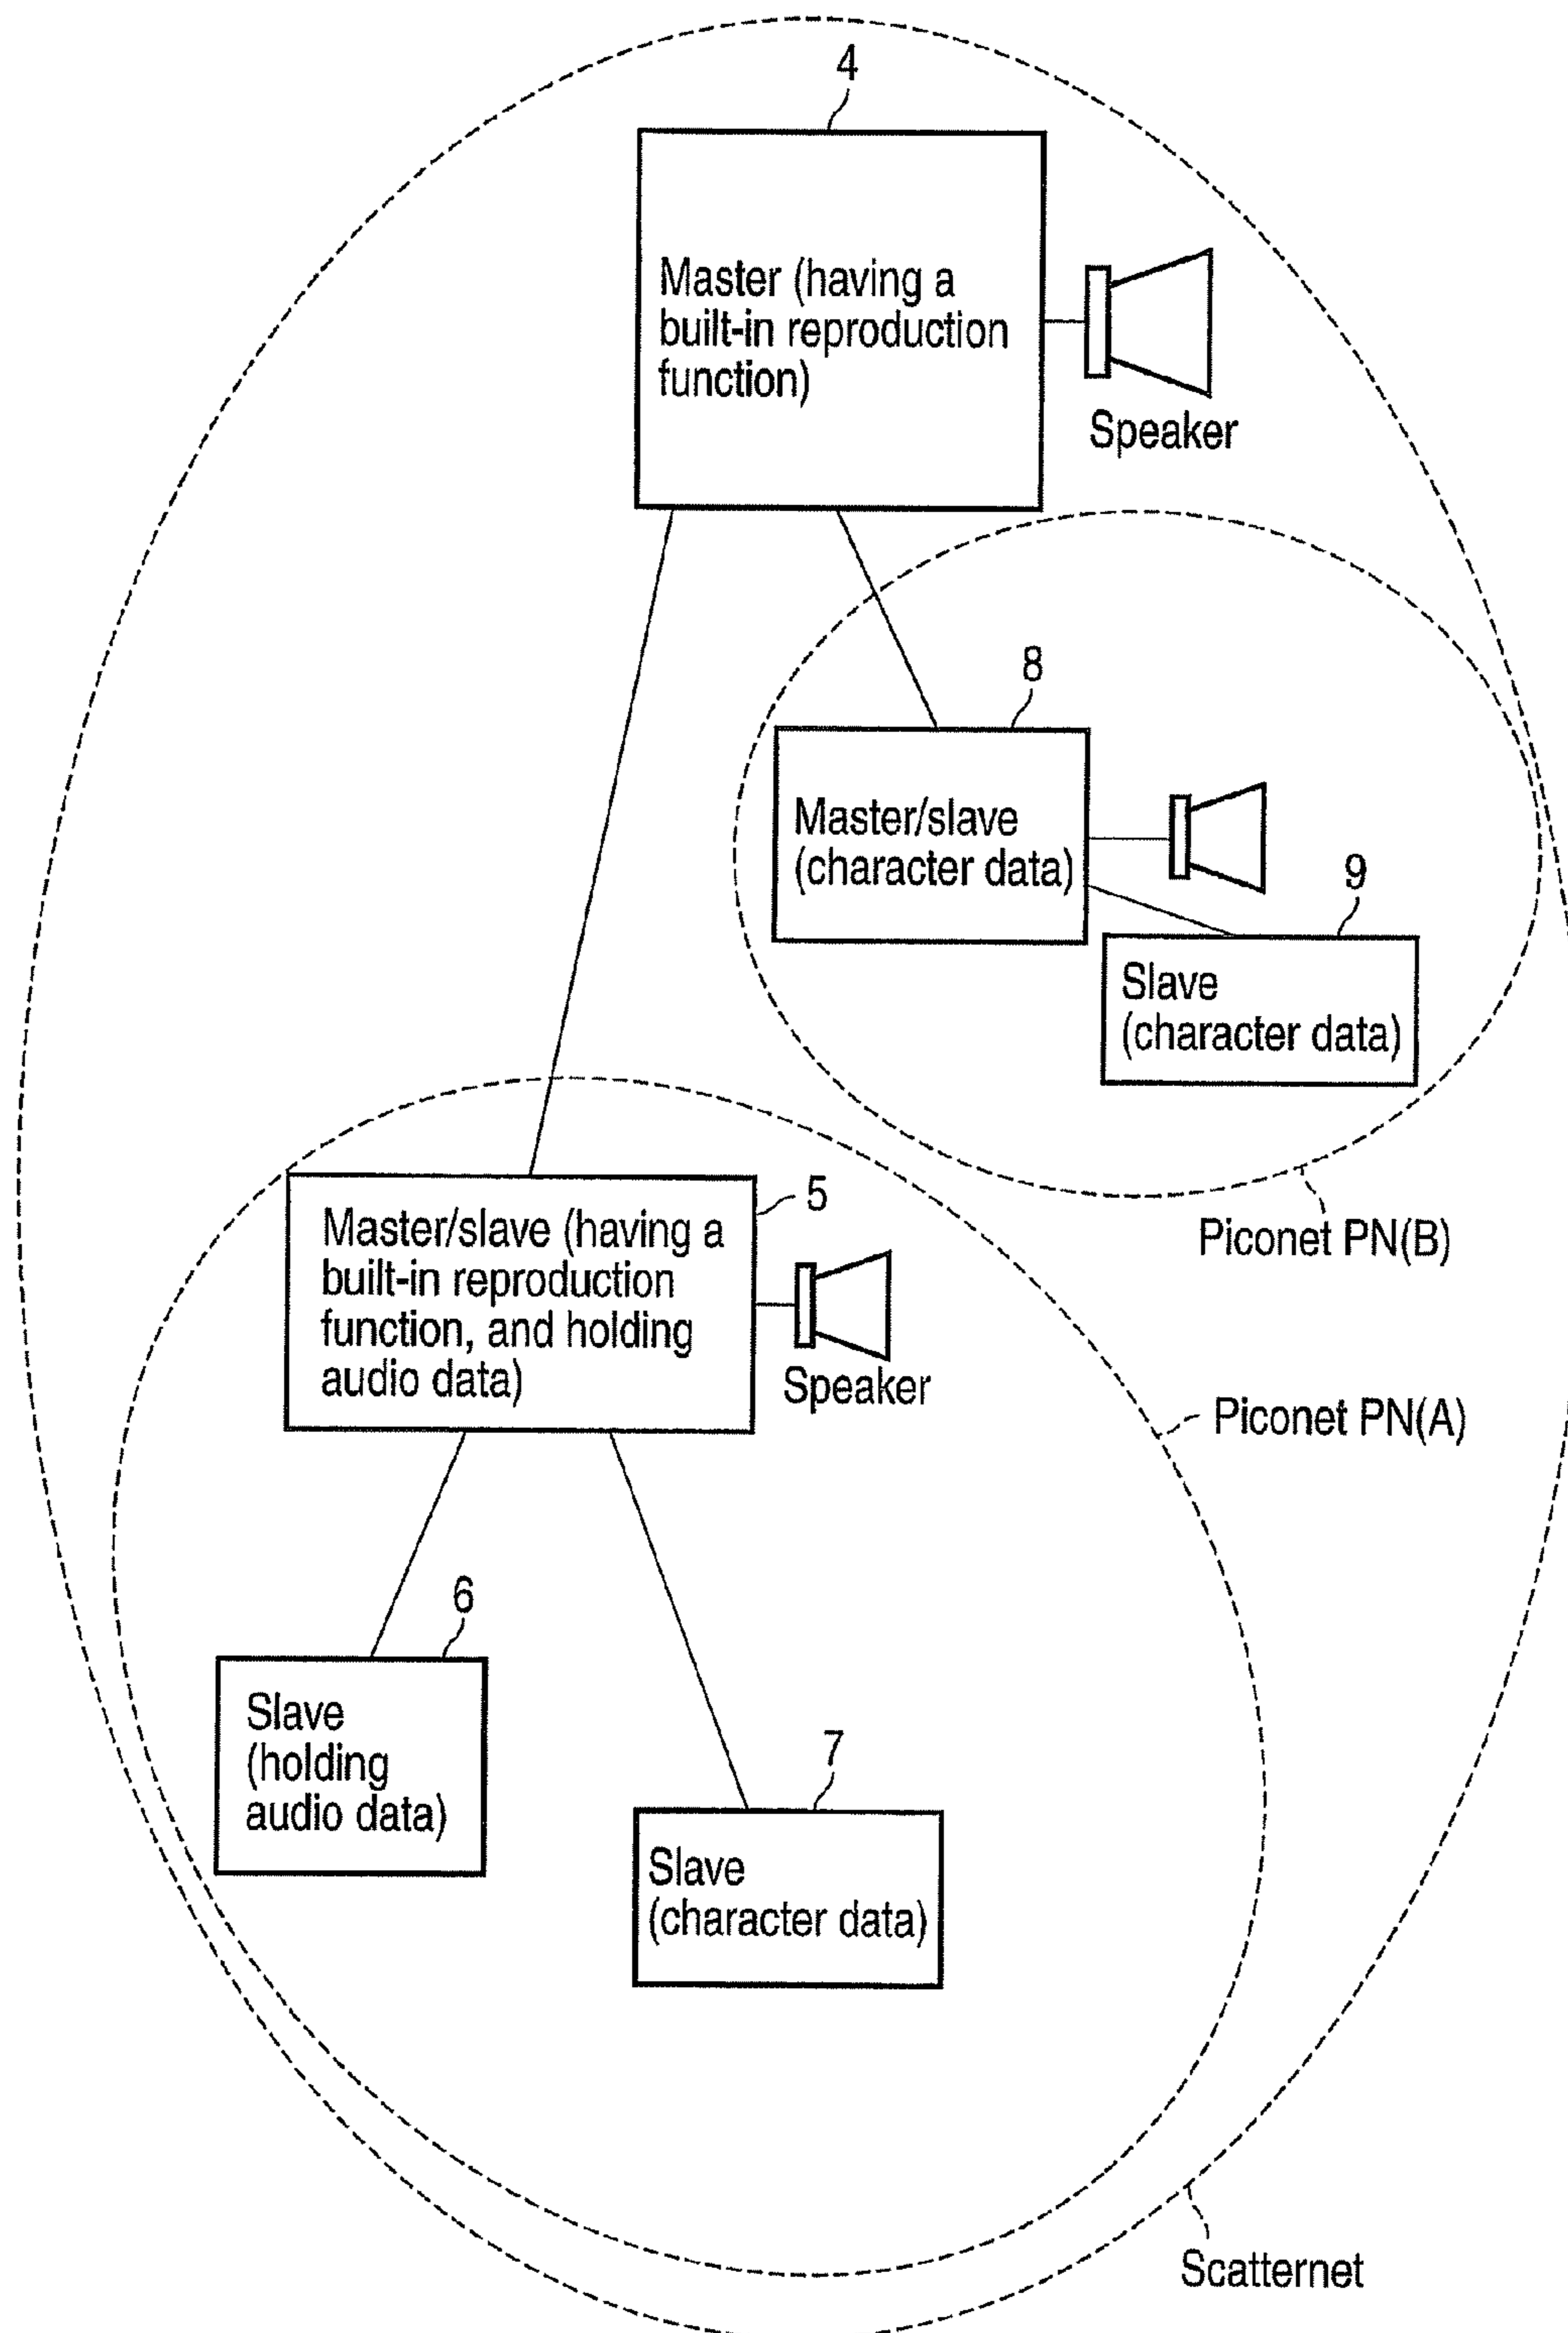 4
Master (having a
built-in reproduction
function)
Speaker
8
Master/slave
(character data)
9
Slave
(character data)
Piconet PN(B)
5
Master/slave (having a
built-in reproduction
function, and holding
audio data)
Speaker
Piconet PN(A)
6
Slave
(holding
audio data)
7
Slave
(character data)
Scatternet